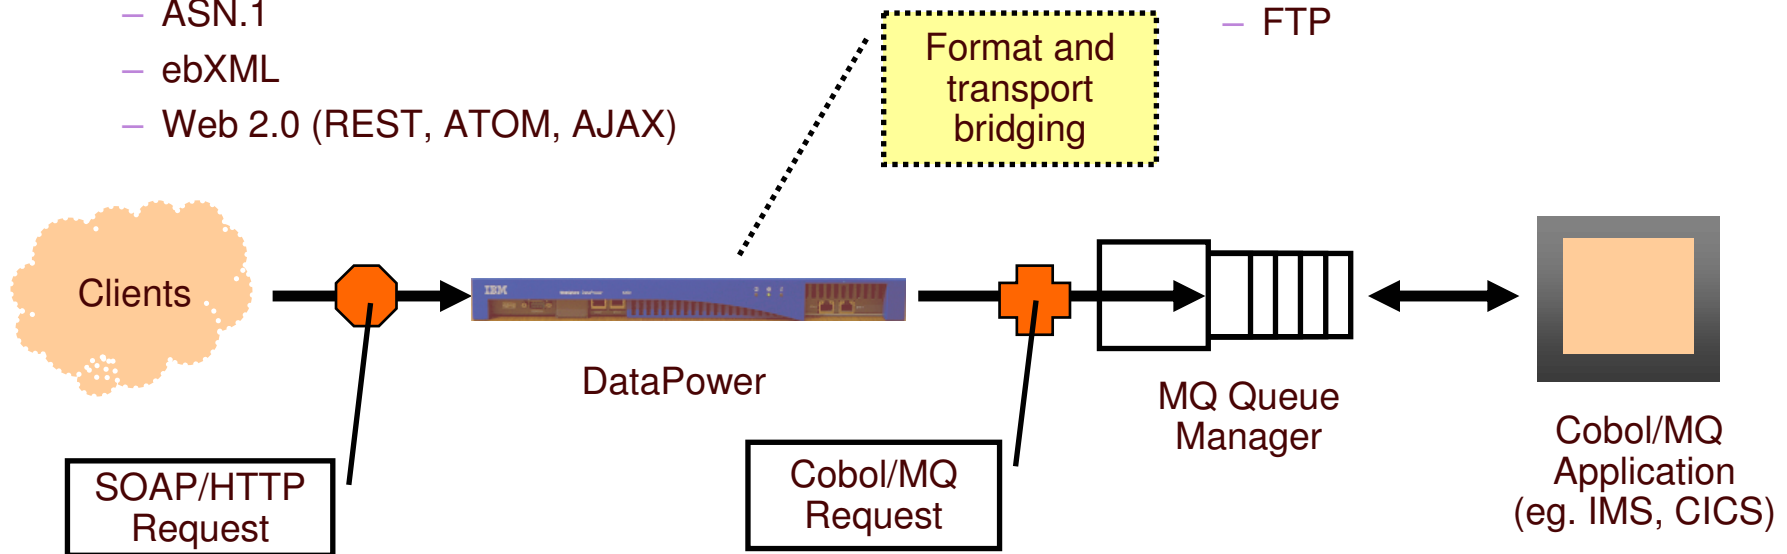 – ASN.1
– ebXML
– Web 2.0 (REST, ATOM, AJAX)
– FTP
Format and
transport
bridging
Clients
IBM
DataPower
MQ Queue
Manager
Cobol/MQ
Application
(eg. IMS, CICS)
SOAP/HTTP
Request
Cobol/MQ
Request